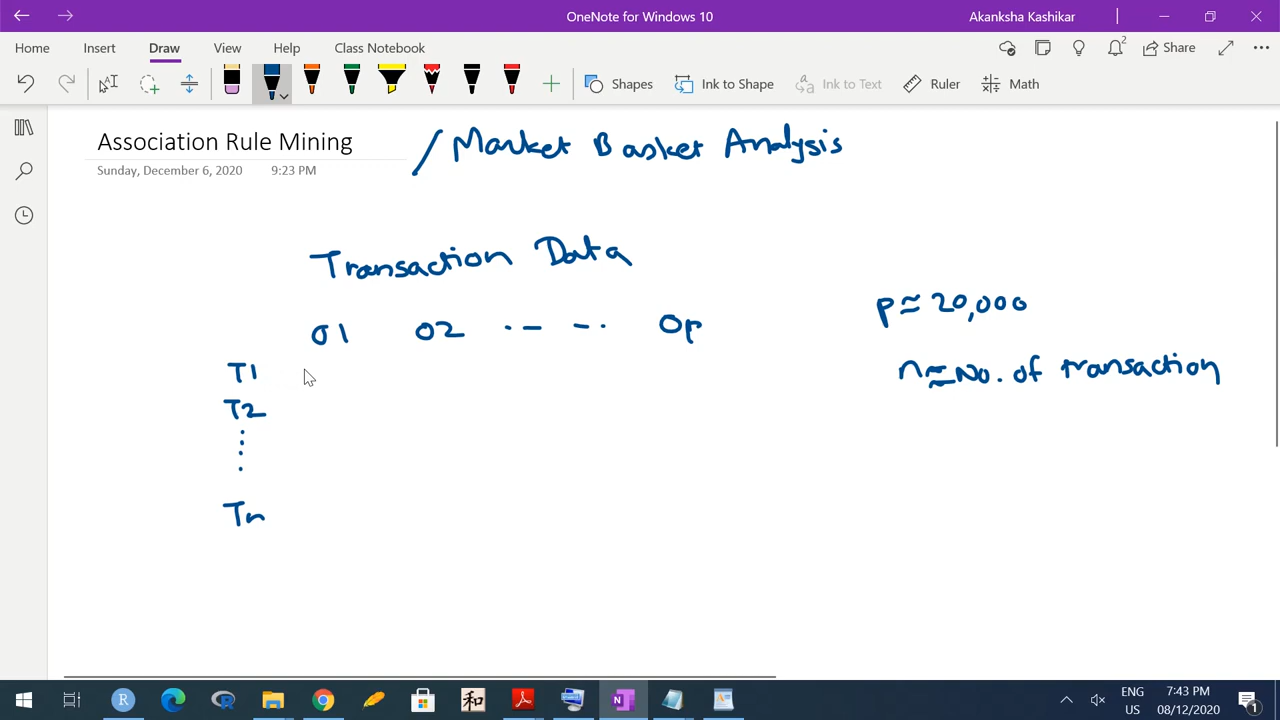 OneNote for Windows 10
Akanksha Kashikar
Home Insert Draw View Help Class Notebook
2
Share
Shapes Ink to Shape Ink to Text Ruler Math
Association Rule Mining / Market Basket Analysis
Sunday, December 6, 2020 9:23 PM
Transaction Data
p ≈ 20,000
O1 O2 ·– –· Op
n ≅ No. of transaction
T1
T2
⋮
Tn
ENG 7:43 PM
US 08/12/2020
1